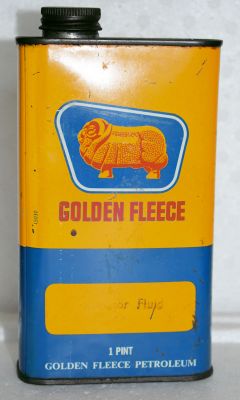 GOLDEN FLEECE
Fluid
1 PINT
GOLDEN FLEECE PETROLEUM